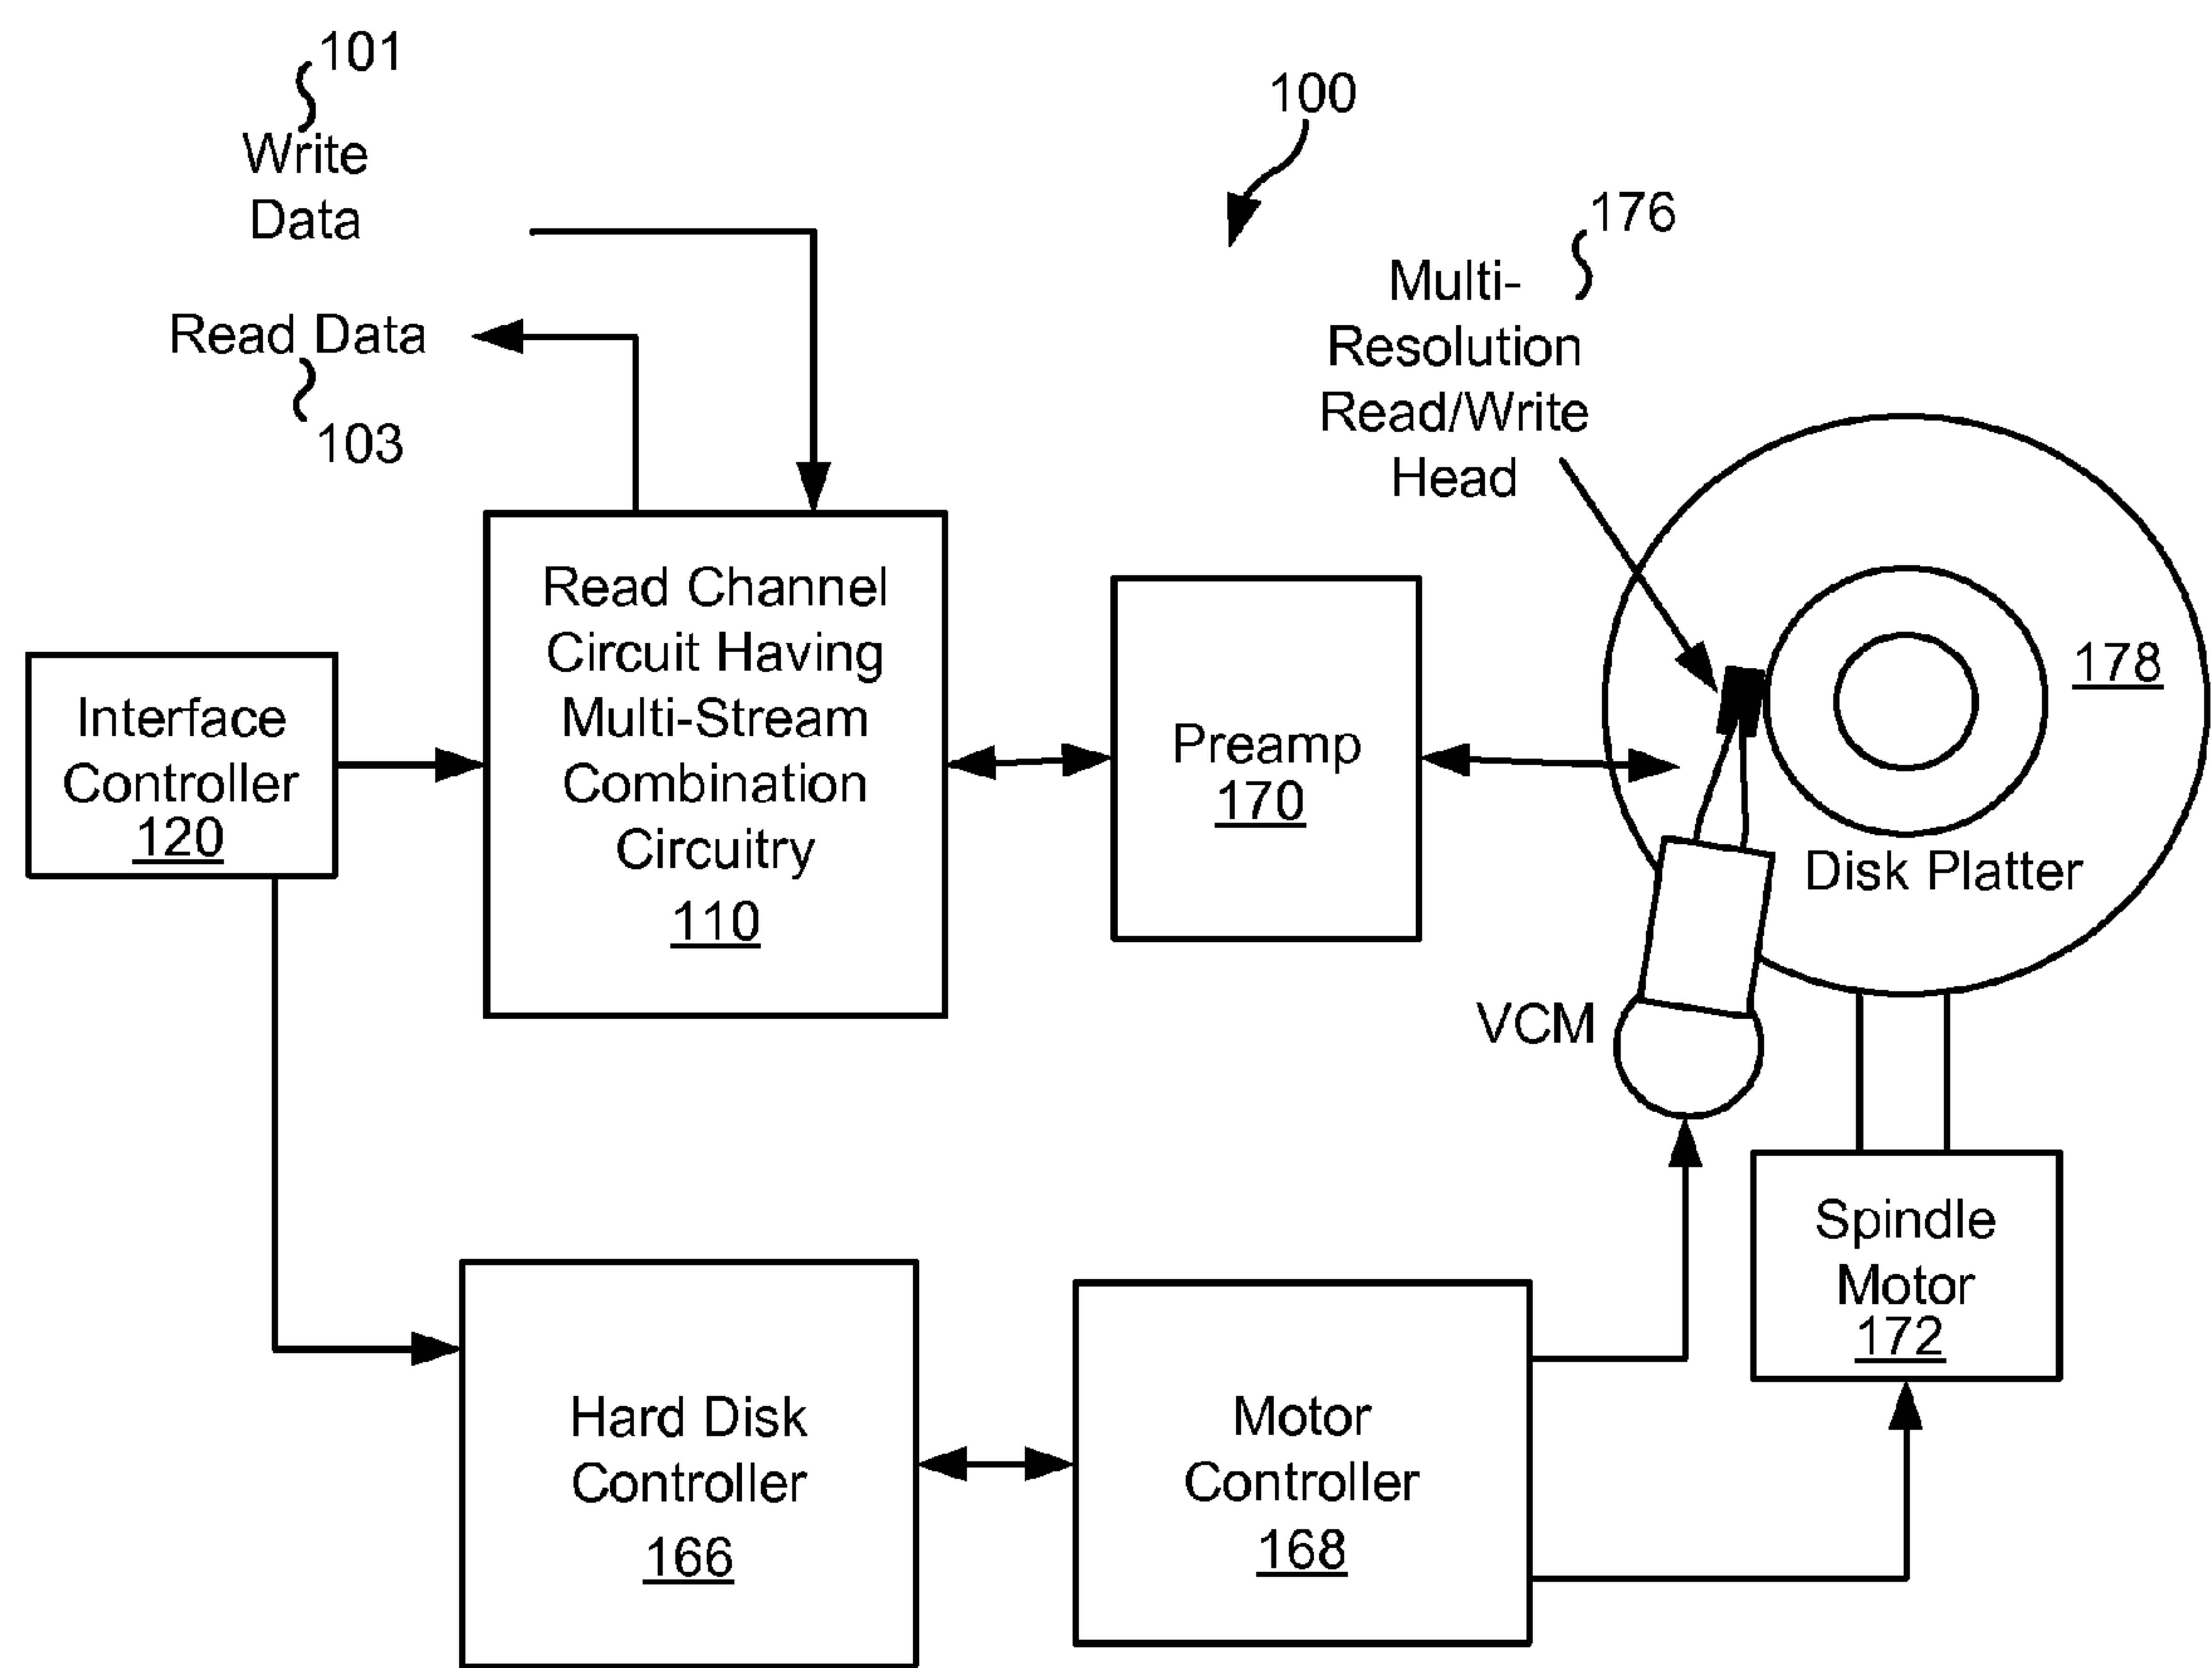 101
Write
Data
Read Data
103
100
176
Multi-
Resolution
Read/Write
Head
Read Channel
Circuit Having
Multi-Stream
Combination
Circuitry
110
Interface
Controller
120
Preamp
170
178
Disk Platter
VCM
Spindle
Motor
172
Hard Disk
Controller
166
Motor
Controller
168